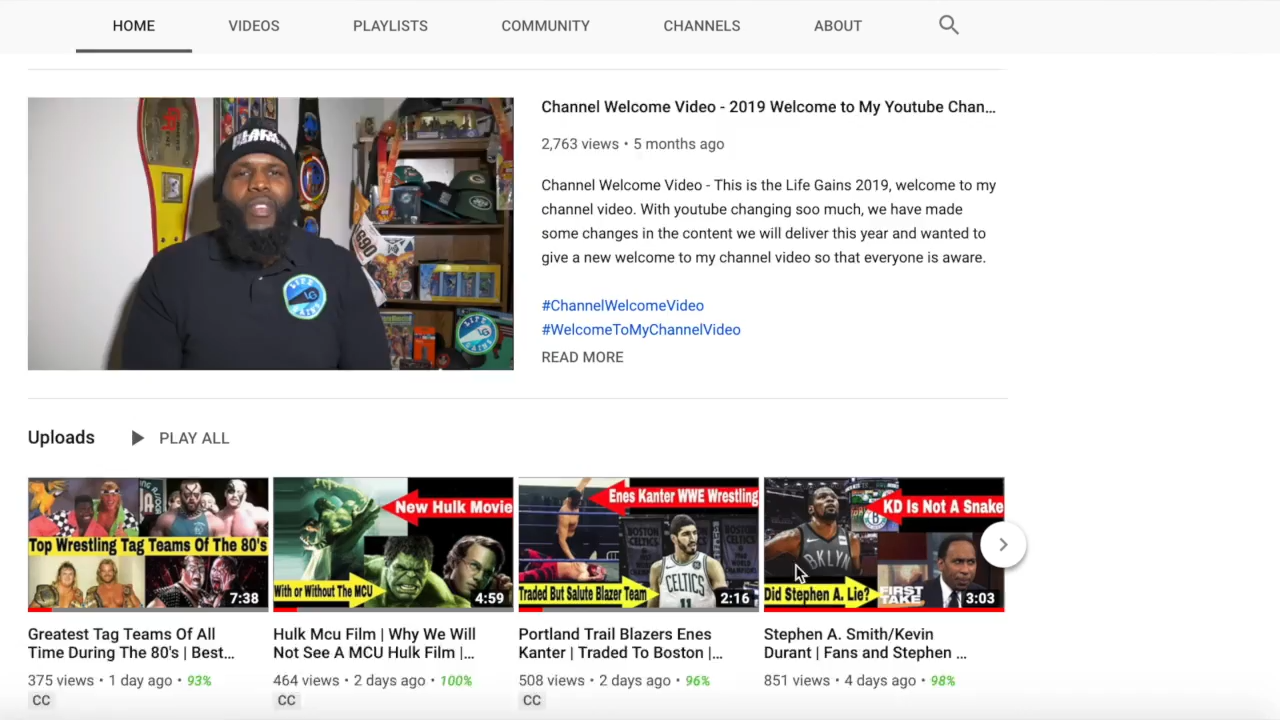 HOME
VIDEOS
PLAYLISTS
COMMUNITY
CHANNELS
ABOUT
Channel Welcome Video - 2019 Welcome to My Youtube Chan...
2,763 views • 5 months ago
Channel Welcome Video - This is the Life Gains 2019, welcome to my
channel video. With youtube changing soo much, we have made
some changes in the content we will deliver this year and wanted to
give a new welcome to my channel video so that everyone is aware.
#ChannelWelcomeVideo
#WelcomeToMyChannelVideo
READ MORE
LIFE
LG
GAINS
Uploads
PLAY ALL
Top Wrestling Tag Teams Of The 80's
7:38
New Hulk Movie
With or Without The MCU
4:59
Enes Kanter WWE Wrestling
BOSTON
CELTICS
CELTICS
11
Traded But Salute Blazer Team
2:16
KD Is Not A Snake
Did Stephen A. Lie?
FIRST
TAKE
3:03
Greatest Tag Teams Of All
Time During The 80's | Best...
375 views • 1 day ago • 93%
CC
Hulk Mcu Film | Why We Will
Not See A MCU Hulk Film |...
464 views • 2 days ago • 100%
CC
Portland Trail Blazers Enes
Kanter | Traded To Boston |...
508 views • 2 days ago • 96%
CC
Stephen A. Smith/Kevin
Durant | Fans and Stephen ...
851 views • 4 days ago • 98%